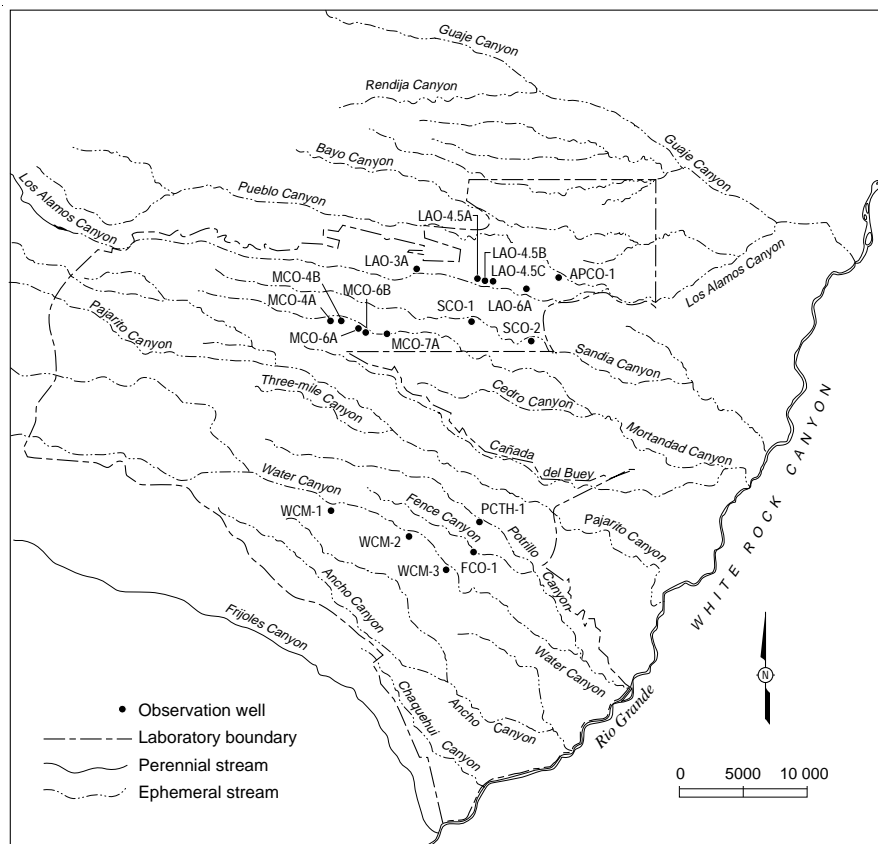 Guaje Canyon
Rendija Canyon
Bayo Canyon
Guaje Canyon
Los Alamos Canyon
Pueblo Canyon
LAO-4.5A
LAO-4.5B
LAO-4.5C
LAO-3A
APCO-1
Los Alamos Canyon
MCO-4B
MCO-4A
MCO-6B
LAO-6A
SCO-1
SCO-2
MCO-6A
MCO-7A
Pajarito Canyon
Sandia Canyon
Three-mile Canyon
Cedro Canyon
Mortandad Canyon
Cañada
del Buey
Water Canyon
WCM-1
Fence Canyon
PCTH-1
Potrillo
Canyon
Pajarito Canyon
WCM-2
WCM-3
FCO-1
Ancho Canyon
Frijoles Canyon
Water Canyon
WHITE ROCK CANYON
Chaquehui
Canyon
Ancho
Canyon
Rio Grande
N
Observation well
Laboratory boundary
Perennial stream
Ephemeral stream
0 5000 10 000